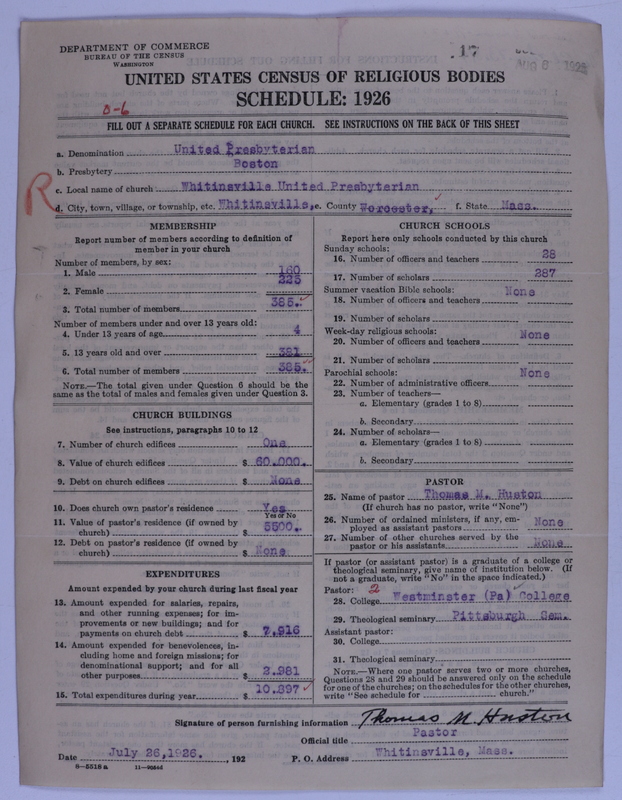 DEPARTMENT OF COMMERCE
BUREAU OF THE CENSUS
WASHINGTON
17
Aug 6 1926
UNITED STATES CENSUS OF RELIGIOUS BODIES
SCHEDULE: 1926
0-6
FILL OUT A SEPARATE SCHEDULE FOR EACH CHURCH. SEE INSTRUCTIONS ON THE BACK OF THIS SHEET
a. Denomination United Presbyterian
b. Presbytery Boston
c. Local name of church Whitinsville United Presbyterian
R
d. City, town, village, or township, etc. Whitinsville, e. County Worcester, f. State Mass.
MEMBERSHIP
Report number of members according to definition of
member in your church
Number of members, by sex:
1. Male 160
2. Female 225
3. Total number of members 385.
Number of members under and over 13 years old:
4. Under 13 years of age 4
5. 13 years old and over 381
6. Total number of members 385.
NOTE.—The total given under Question 6 should be the
same as the total of males and females given under Question 3.
CHURCH BUILDINGS
See instructions, paragraphs 10 to 12
7. Number of church edifices One
8. Value of church edifices $ 60.000.
9. Debt on church edifices $ None
10. Does church own pastor's residence Yes
Yes or No
11. Value of pastor's residence (if owned by
church) $ 5500.
12. Debt on pastor's residence (if owned by
church) $ None
EXPENDITURES
Amount expended by your church during last fiscal year
13. Amount expended for salaries, repairs,
and other running expenses; for im-
provements or new buildings; and for
payments on church debt $ 7.916
14. Amount expended for benevolences, in-
cluding home and foreign missions; for
denominational support; and for all
other purposes $ 2.981
15. Total expenditures during year $ 10.897
CHURCH SCHOOLS
Report here only schools conducted by this church
Sunday schools:
16. Number of officers and teachers 28
17. Number of scholars 287
Summer vacation Bible schools: None
18. Number of officers and teachers
19. Number of scholars
Week-day religious schools: None
20. Number of officers and teachers
21. Number of scholars
Parochial schools: None
22. Number of administrative officers
23. Number of teachers—
a. Elementary (grades 1 to 8)
b. Secondary
24. Number of scholars—
a. Elementary (grades 1 to 8)
b. Secondary
PASTOR
25. Name of pastor Thomas M. Huston
(If church has no pastor, write "None")
26. Number of ordained ministers, if any, em-
ployed as assistant pastors None
27. Number of other churches served by the
pastor or his assistants None
If pastor (or assistant pastor) is a graduate of a college or
theological seminary, give name of institution below. (If
not a graduate, write "No" in the space indicated.)
Pastor: 2
28. College Westminster (Pa) College
29. Theological seminary Pittsburgh Sem.
Assistant pastor:
30. College
31. Theological seminary
NOTE.—Where one pastor serves two or more churches,
Questions 28 and 29 should be answered only on the schedule
for one of the churches; on the schedules for the other churches,
write "See schedule for church."
Signature of person furnishing information Thomas M. Huston
Official title Pastor
Date July 26,1926. , 192 P. O. Address Whitinsville, Mass.
8—5518 a